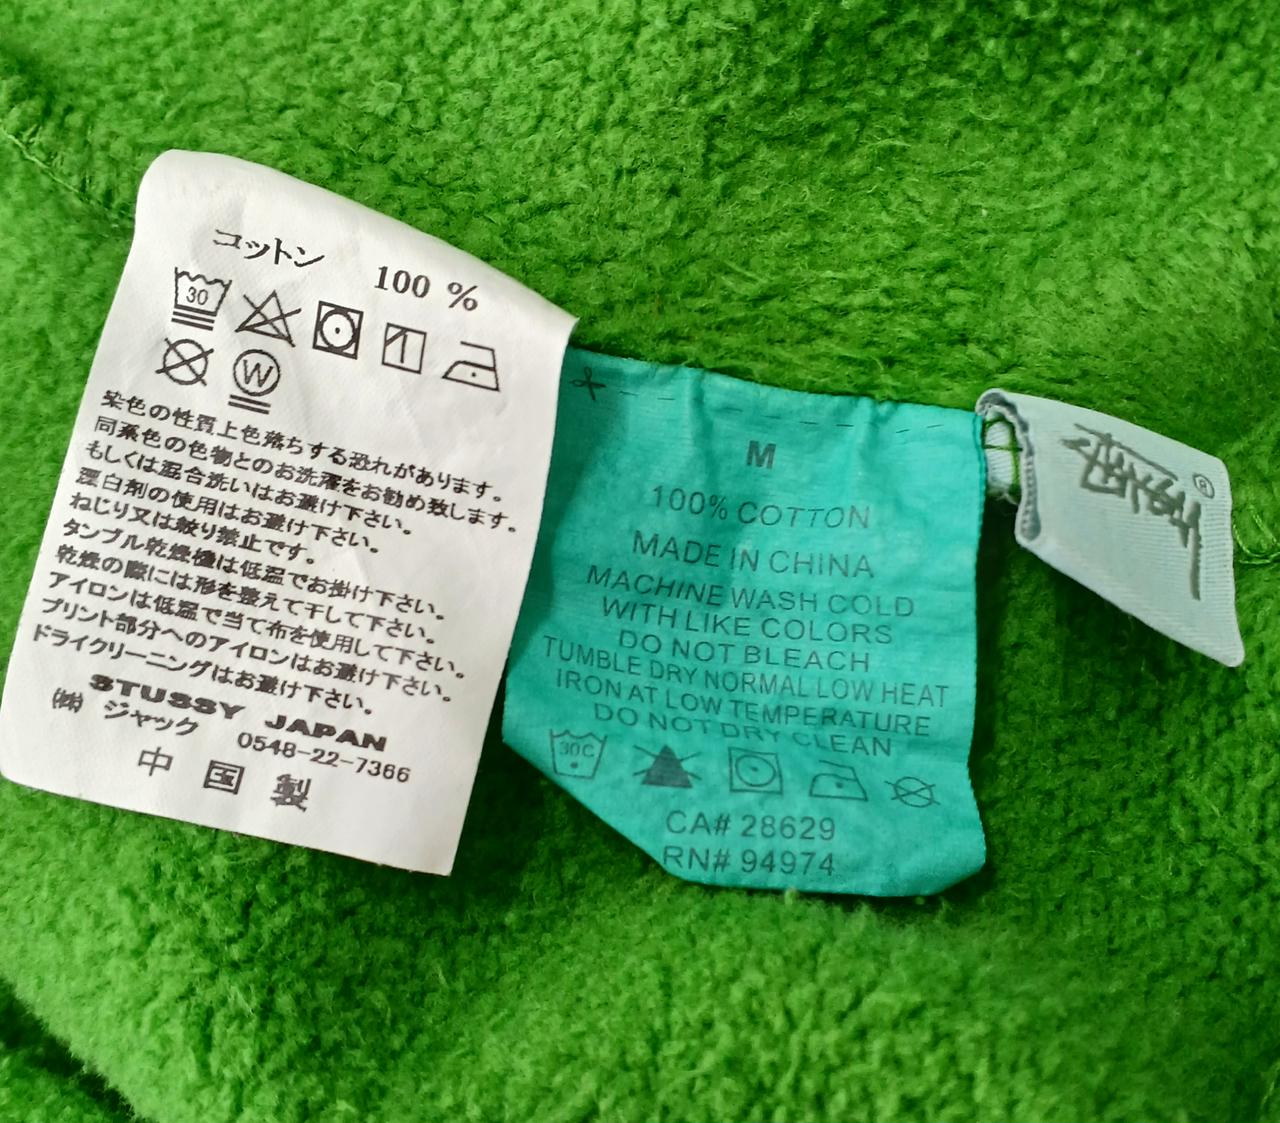 コットン 100 %
30
W
染色の性質上色落ちする恐れがあります。
同系色の色物とのお洗濯をお勧め致します。
もしくは混合洗いはお避け下さい。
漂白剤の使用はお避け下さい。
ねじり又は絞り禁止です。
タンブル乾燥機は低温でお掛け下さい。
乾燥の際には形を整えて干して下さい。
アイロンは低温で当て布を使用して下さい。
プリント部分へのアイロンはお避け下さい。
ドライクリーニングはお避け下さい。
STUSSY JAPAN
㈱ ジャック 0548-22-7366
中国製
M
100% COTTON
MADE IN CHINA
MACHINE WASH COLD
WITH LIKE COLORS
DO NOT BLEACH
TUMBLE DRY NORMAL LOW HEAT
IRON AT LOW TEMPERATURE
DO NOT DRY CLEAN
30C
CA# 28629
RN# 94974
Stüssy ®